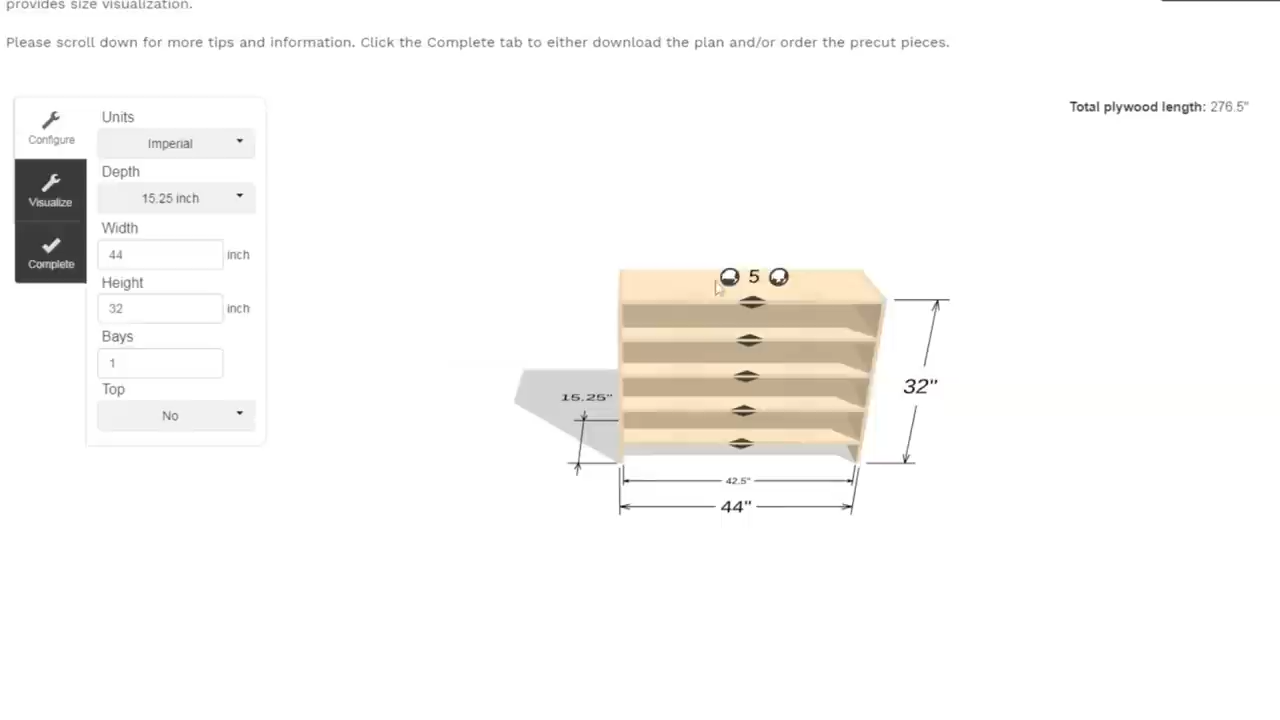 provides size visualization.
Please scroll down for more tips and information. Click the Complete tab to either download the plan and/or order the precut pieces.
Configure
Visualize
Complete
Units
Imperial
Depth
15.25 inch
Width
44 inch
Height
32 inch
Bays
1
Top
No
Total plywood length: 276.5"
5
15.25"
32"
42.5"
44"